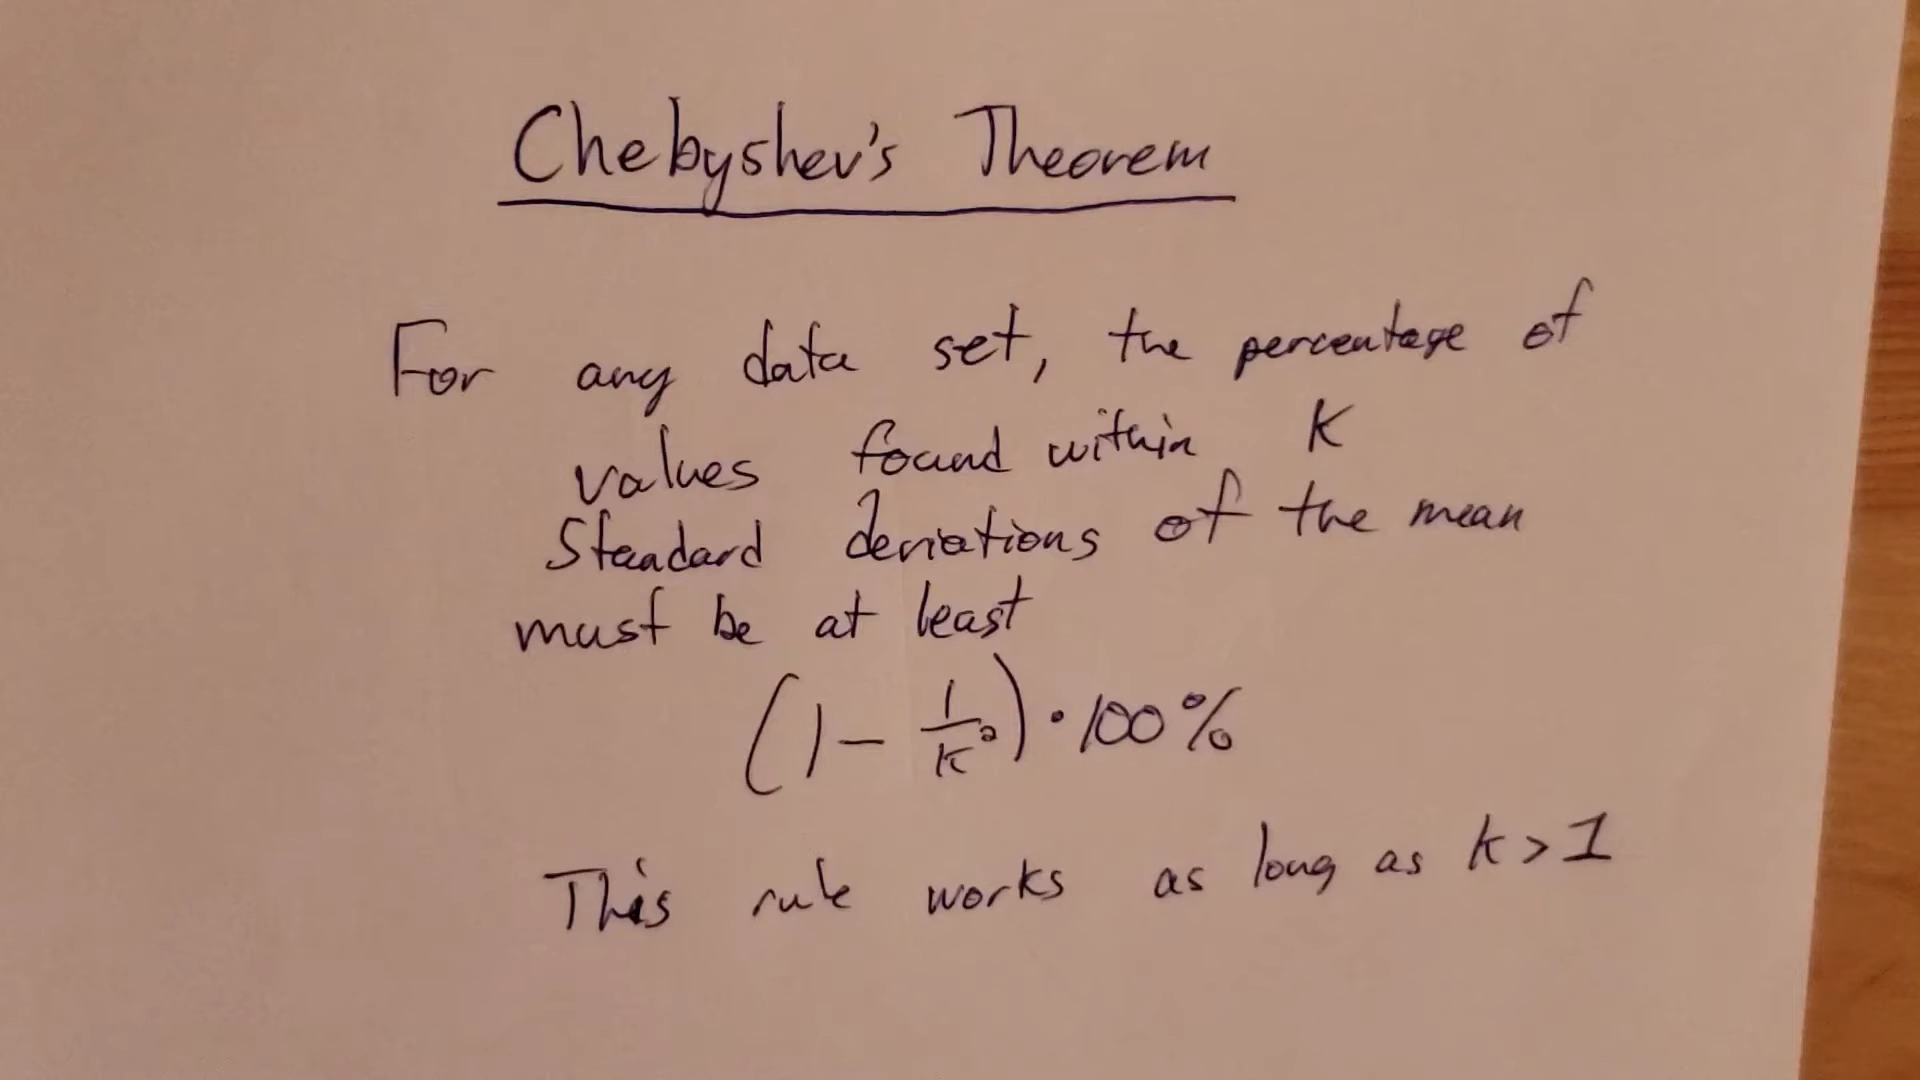 Chebyshev's Theorem
For any data set, the percentage of
values found within K
Standard deviations of the mean
must be at least
(1 - 1/K²) · 100%
This rule works as long as k > 1